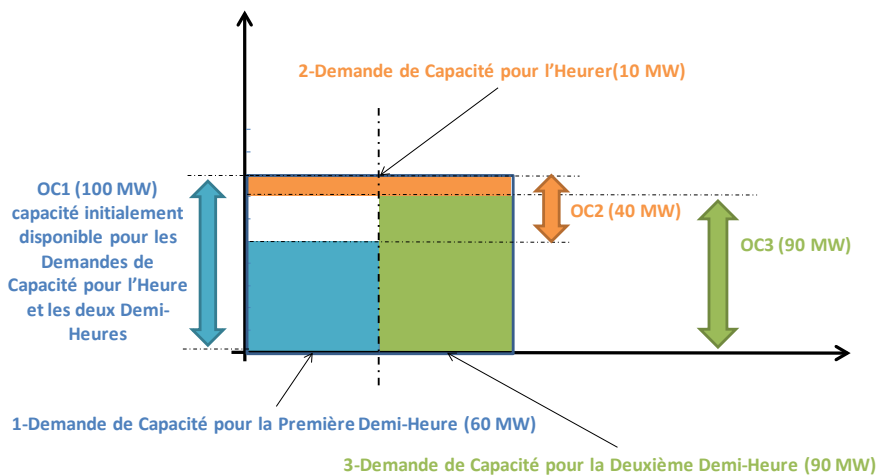 2-Demande de Capacité pour l'Heurer(10 MW)
OC1 (100 MW)
capacité initialement
disponible pour les
Demandes de
Capacité pour l'Heure
et les deux Demi-
Heures
OC2 (40 MW)
OC3 (90 MW)
1-Demande de Capacité pour la Première Demi-Heure (60 MW)
3-Demande de Capacité pour la Deuxième Demi-Heure (90 MW)